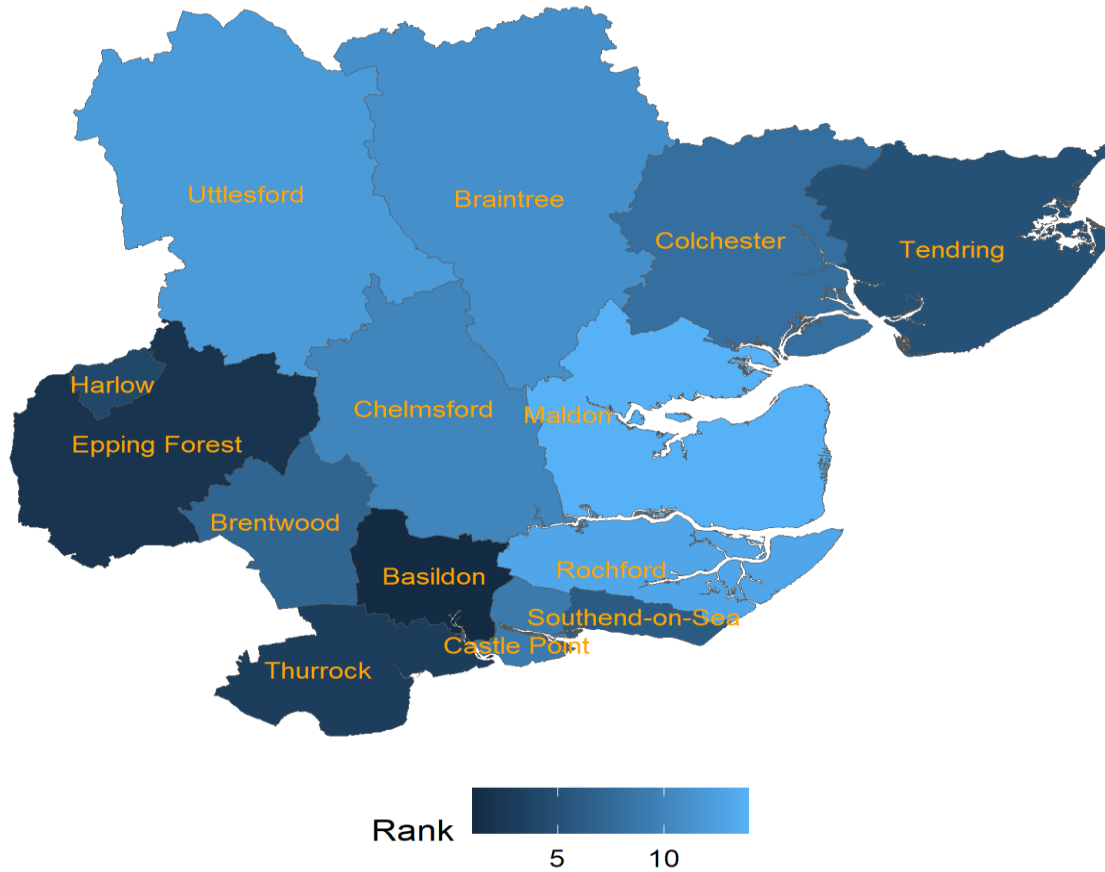 Uttlesford
Braintree
Colchester
Tendring
Harlow
Chelmsford
Maldon
Epping Forest
Brentwood
Basildon
Rochford
Southend-on-Sea
Castle Point
Thurrock
Rank
5 10